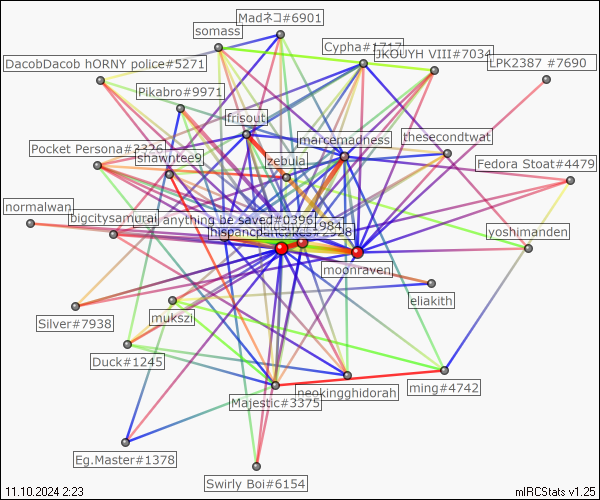 Madネコ#6901
somass
Cypha#1717
JKOUYH VIII#7034
DacobDacob hORNY police#5271
LPK2387 #7690
Pikabro#9971
frisout
marcemadness
thesecondtwat
Pocket Persona#3326
shawntee9
zebula
Fedora Stoat#4479
normalwan
bigcitysamurai
anything be saved#0396
#1984
hispancpancakes#2928
yoshimanden
moonraven
eliakith
Silver#7938
mukszi
Duck#1245
Majestic#3375
neokingghidorah
ming#4742
Eg.Master#1378
Swirly Boi#6154
11.10.2024 2:23
mIRCStats v1.25